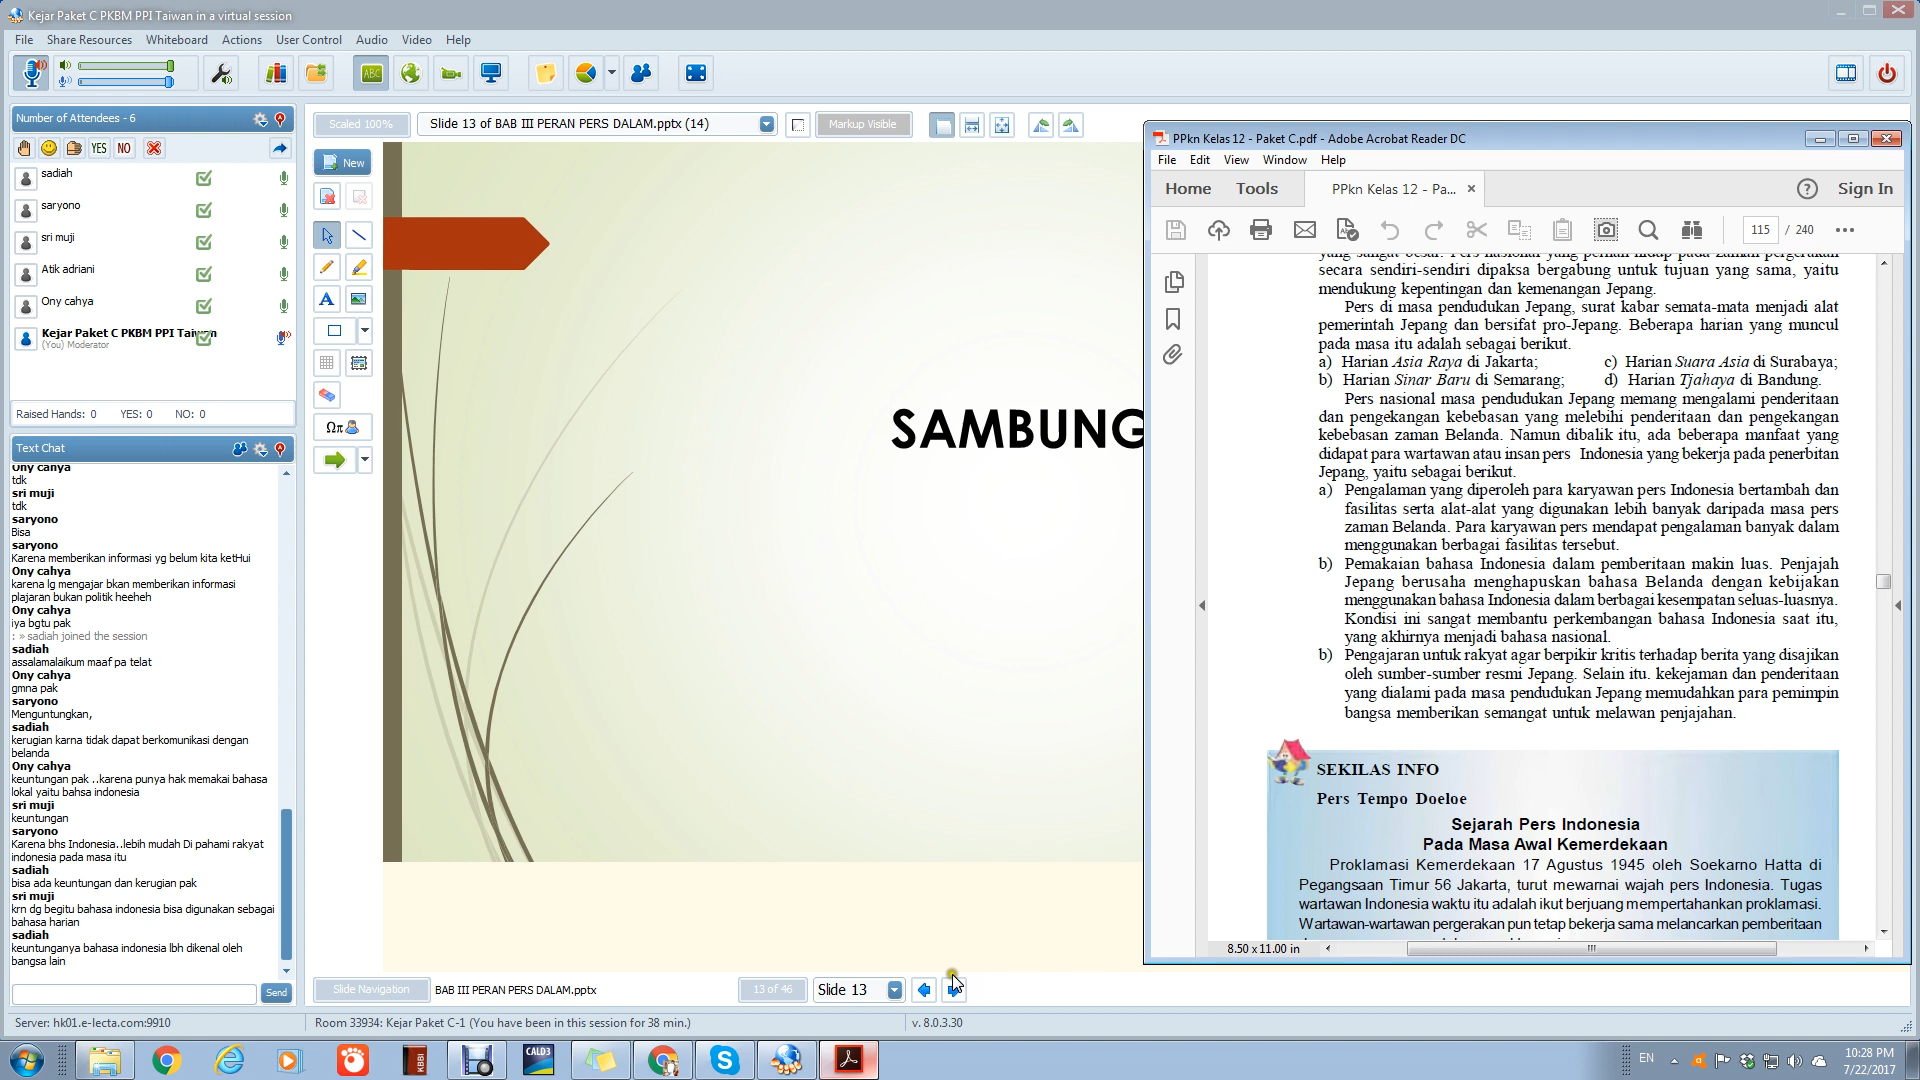 Kejar Paket C PKBM PPI Taiwan in a virtual session
File Share Resources Whiteboard Actions User Control Audio Video Help
Number of Attendees - 6
YES NO
sadiah
saryono
sri muji
Atik adriani
Ony cahya
Kejar Paket C PKBM PPI Taiwan
(You) Moderator
Raised Hands: 0 YES: 0 NO: 0
Text Chat
Ony cahya
tdk
sri muji
tdk
saryono
Bisa
saryono
Karena memberikan informasi yg belum kita ketHui
Ony cahya
karena lg mengajar bkan memberikan informasi
plajaran bukan politik heeheh
Ony cahya
iya bgtu pak
: » sadiah joined the session
sadiah
assalamalaikum maaf pa telat
Ony cahya
gmna pak
saryono
Menguntungkan,
sadiah
kerugian karna tidak dapat berkomunikasi dengan
belanda
Ony cahya
keuntungan pak ..karena punya hak memakai bahasa
lokal yaitu bahsa indonesia
sri muji
keuntungan
saryono
Karena bhs Indonesia..lebih mudah Di pahami rakyat
indonesia pada masa itu
sadiah
bisa ada keuntungan dan kerugian pak
sri muji
krn dg begitu bahasa indonesia bisa digunakan sebagai
bahasa harian
sadiah
keuntunganya bahasa indonesia lbh dikenal oleh
bangsa lain
Send
Scaled 100%
Slide 13 of BAB III PERAN PERS DALAM.pptx (14)
Markup Visible
New
ABC
A
Ωπ
SAMBUNG
Slide Navigation
BAB III PERAN PERS DALAM.pptx
13 of 46
Slide 13
PPkn Kelas 12 - Paket C.pdf - Adobe Acrobat Reader DC
File Edit View Window Help
Home Tools PPkn Kelas 12 - Pa... × ? Sign In
115 / 240
yang sangat besar. Pers nasional yang pernah hidup pada zaman pergerakan
secara sendiri-sendiri dipaksa bergabung untuk tujuan yang sama, yaitu
mendukung kepentingan dan kemenangan Jepang.
Pers di masa pendudukan Jepang, surat kabar semata-mata menjadi alat
pemerintah Jepang dan bersifat pro-Jepang. Beberapa harian yang muncul
pada masa itu adalah sebagai berikut.
a) Harian Asia Raya di Jakarta; c) Harian Suara Asia di Surabaya;
b) Harian Sinar Baru di Semarang; d) Harian Tjahaya di Bandung.
Pers nasional masa pendudukan Jepang memang mengalami penderitaan
dan pengekangan kebebasan yang melebihi penderitaan dan pengekangan
kebebasan zaman Belanda. Namun dibalik itu, ada beberapa manfaat yang
didapat para wartawan atau insan pers Indonesia yang bekerja pada penerbitan
Jepang, yaitu sebagai berikut.
a) Pengalaman yang diperoleh para karyawan pers Indonesia bertambah dan
fasilitas serta alat-alat yang digunakan lebih banyak daripada masa pers
zaman Belanda. Para karyawan pers mendapat pengalaman banyak dalam
menggunakan berbagai fasilitas tersebut.
b) Pemakaian bahasa Indonesia dalam pemberitaan makin luas. Penjajah
Jepang berusaha menghapuskan bahasa Belanda dengan kebijakan
menggunakan bahasa Indonesia dalam berbagai kesempatan seluas-luasnya.
Kondisi ini sangat membantu perkembangan bahasa Indonesia saat itu,
yang akhirnya menjadi bahasa nasional.
b) Pengajaran untuk rakyat agar berpikir kritis terhadap berita yang disajikan
oleh sumber-sumber resmi Jepang. Selain itu. kekejaman dan penderitaan
yang dialami pada masa pendudukan Jepang memudahkan para pemimpin
bangsa memberikan semangat untuk melawan penjajahan.
SEKILAS INFO
Pers Tempo Doeloe
Sejarah Pers Indonesia
Pada Masa Awal Kemerdekaan
Proklamasi Kemerdekaan 17 Agustus 1945 oleh Soekarno Hatta di
Pegangsaan Timur 56 Jakarta, turut mewarnai wajah pers Indonesia. Tugas
wartawan Indonesia waktu itu adalah ikut berjuang mempertahankan proklamasi.
Wartawan-wartawan pergerakan pun tetap bekerja sama melancarkan pemberitaan
8.50 x 11.00 in
Server: hk01.e-lecta.com:9910
Room 33934: Kejar Paket C-1 (You have been in this session for 38 min.)
v. 8.0.3.30
KBBI
CALD3
EN
10:28 PM
7/22/2017